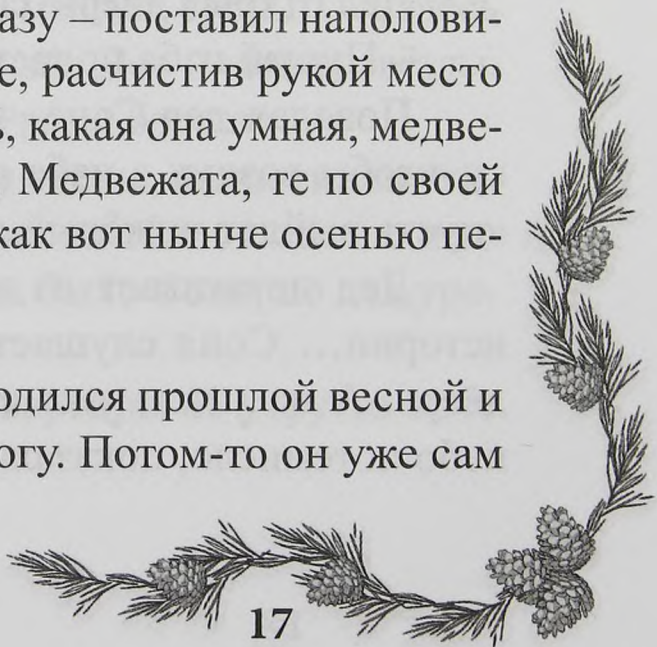 азу – поставил наполови-
е, расчистив рукой место
ь, какая она умная, медве-
Медвежата, те по своей
как вот нынче осенью пе-
одился прошлой весной и
огу. Потом-то он уже сам
17